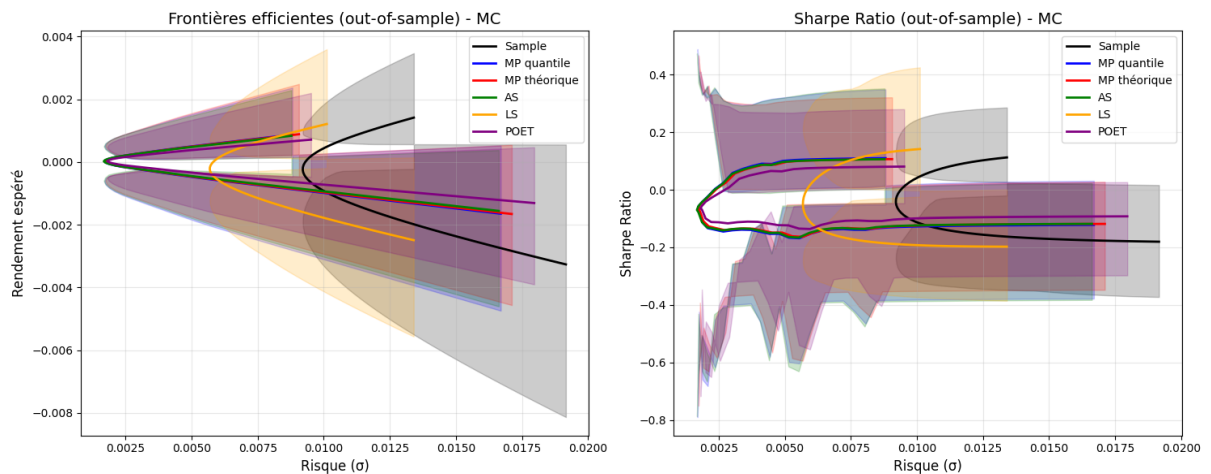 Frontières efficientes (out-of-sample) - MC
Rendement espéré
0.004
0.002
0.000
−0.002
−0.004
−0.006
−0.008
Sample
MP quantile
MP théorique
AS
LS
POET
0.0025
0.0050
0.0075
0.0100
0.0125
0.0150
0.0175
0.0200
Risque (σ)
Sharpe Ratio (out-of-sample) - MC
Sharpe Ratio
0.4
0.2
0.0
−0.2
−0.4
−0.6
−0.8
Sample
MP quantile
MP théorique
AS
LS
POET
0.0025
0.0050
0.0075
0.0100
0.0125
0.0150
0.0175
0.0200
Risque (σ)